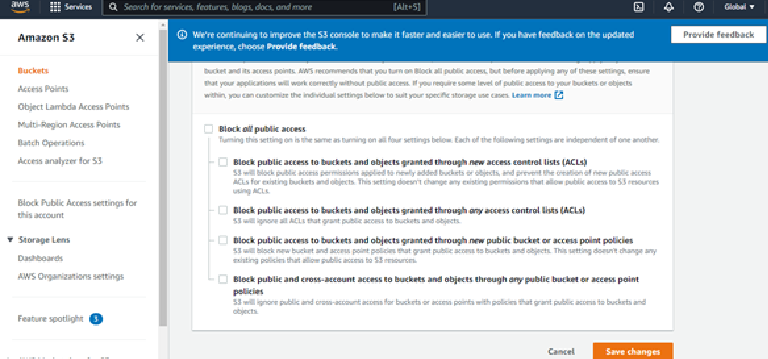 aws
Services
Search for services, features, blogs, docs, and more
[Alt+S]
Global
Amazon S3
Buckets
Access Points
Object Lambda Access Points
Multi-Region Access Points
Batch Operations
Access analyzer for S3
Block Public Access settings for
this account
Storage Lens
Dashboards
AWS Organizations settings
Feature spotlight 3
We're continuing to improve the S3 console to make it faster and easier to use. If you have feedback on the updated
experience, choose Provide feedback.
Provide feedback
bucket and its access points. AWS recommends that you turn on Block all public access, but before applying any of these settings, ensure
that your applications will work correctly without public access. If you require some level of public access to your buckets or objects
within, you can customize the individual settings below to suit your specific storage use cases. Learn more
Block all public access
Turning this setting on is the same as turning on all four settings below. Each of the following settings are independent of one another.
Block public access to buckets and objects granted through new access control lists (ACLs)
S3 will block public access permissions applied to newly added buckets or objects, and prevent the creation of new public access
ACLs for existing buckets and objects. This setting doesn't change any existing permissions that allow public access to S3 resources
using ACLs.
Block public access to buckets and objects granted through any access control lists (ACLs)
S3 will ignore all ACLs that grant public access to buckets and objects.
Block public access to buckets and objects granted through new public bucket or access point policies
S3 will block new bucket and access point policies that grant public access to buckets and objects. This setting doesn't change any
existing policies that allow public access to S3 resources.
Block public and cross-account access to buckets and objects through any public bucket or access point
policies
S3 will ignore public and cross-account access for buckets or access points with policies that grant public access to buckets and
objects.
Cancel
Save changes